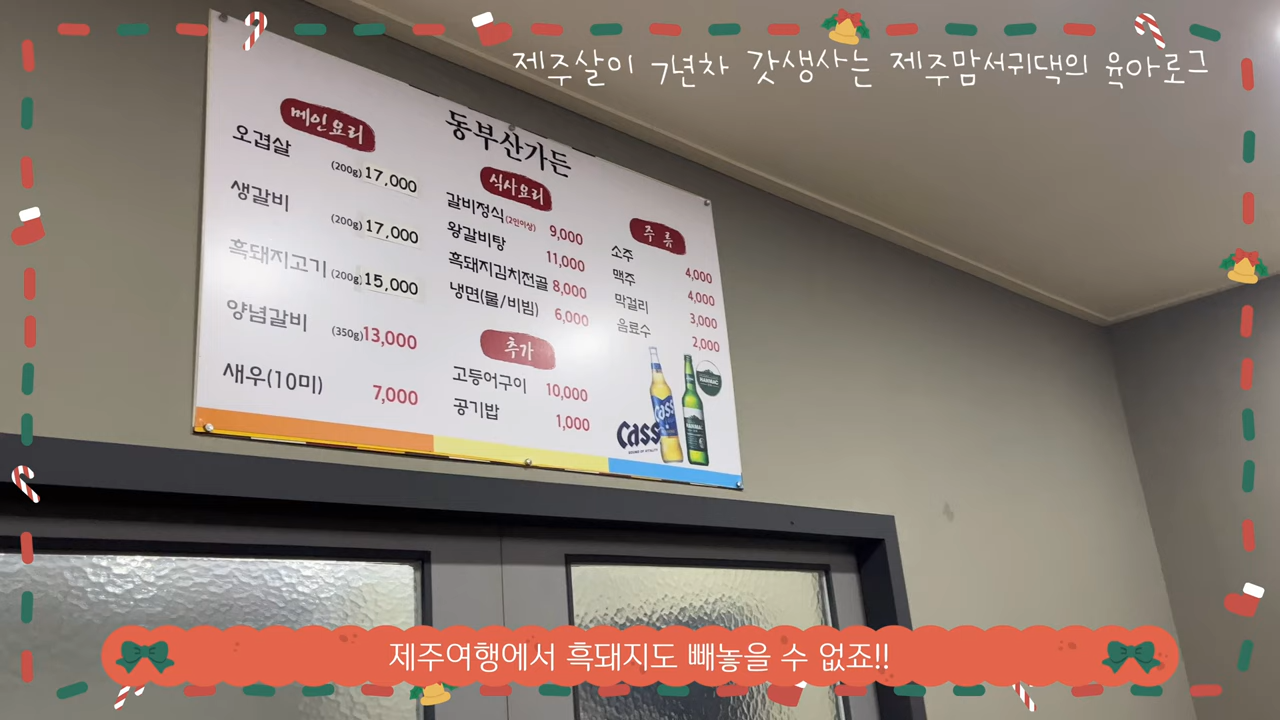 제주살이 7년차 갓생사는 제주맘서귀댁의 육아로그
동부산가든
메인요리
오겹살 (200g) 17,000
생갈비 (200g) 17,000
흑돼지고기 (200g) 15,000
양념갈비 (350g) 13,000
새우(10미) 7,000
식사요리
갈비정식(2인이상) 9,000
왕갈비탕 11,000
흑돼지김치전골 8,000
냉면(물/비빔) 6,000
추가
고등어구이 10,000
공기밥 1,000
주 류
소주 4,000
맥주 4,000
막걸리 3,000
음료수 2,000
Cass
제주여행에서 흑돼지도 빼놓을 수 없죠!!